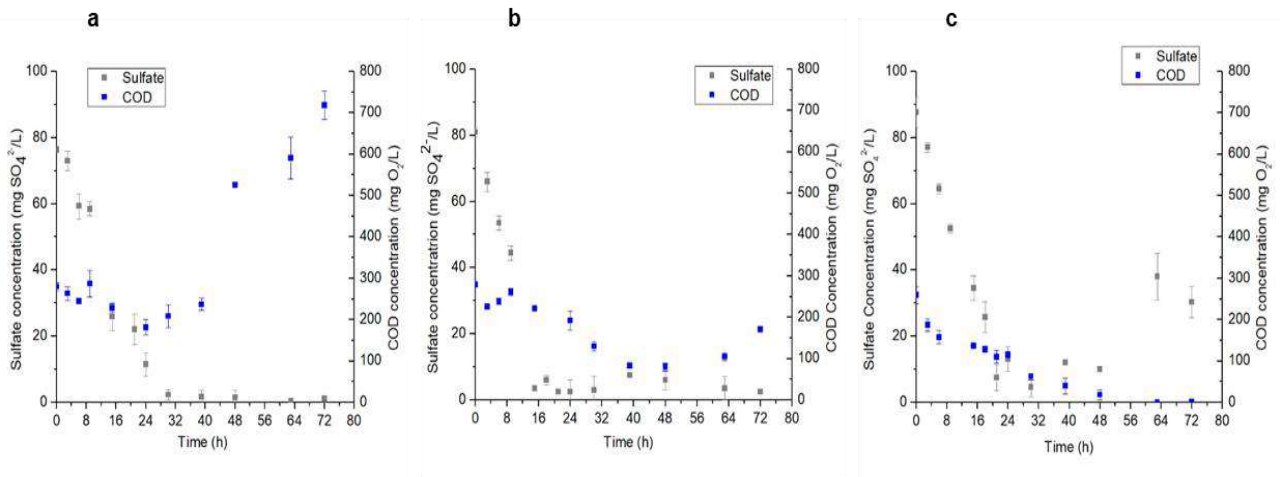 a
Sulfate
COD
Sulfate concentration (mg SO4 2-/L)
100
80
60
40
20
0
800
700
600
500
400
300
200
100
0
COD concentration (mg O2/L)
0 8 16 24 32 40 48 56 64 72 80
Time (h)
b
Sulfate
COD
Sulfate concentratrion (mg SO4 2-/L)
100
80
60
40
20
0
800
700
600
500
400
300
200
100
0
COD Concentration (mg O2/L)
0 8 16 24 32 40 48 56 64 72 80
Time (h)
c
Sulfate
COD
Sulfate Concentration (mg SO4 2-/L)
100
80
60
40
20
0
800
700
600
500
400
300
200
100
0
COD concentration (mg O2/L)
0 8 16 24 32 40 48 56 64 72 80
Time (h)